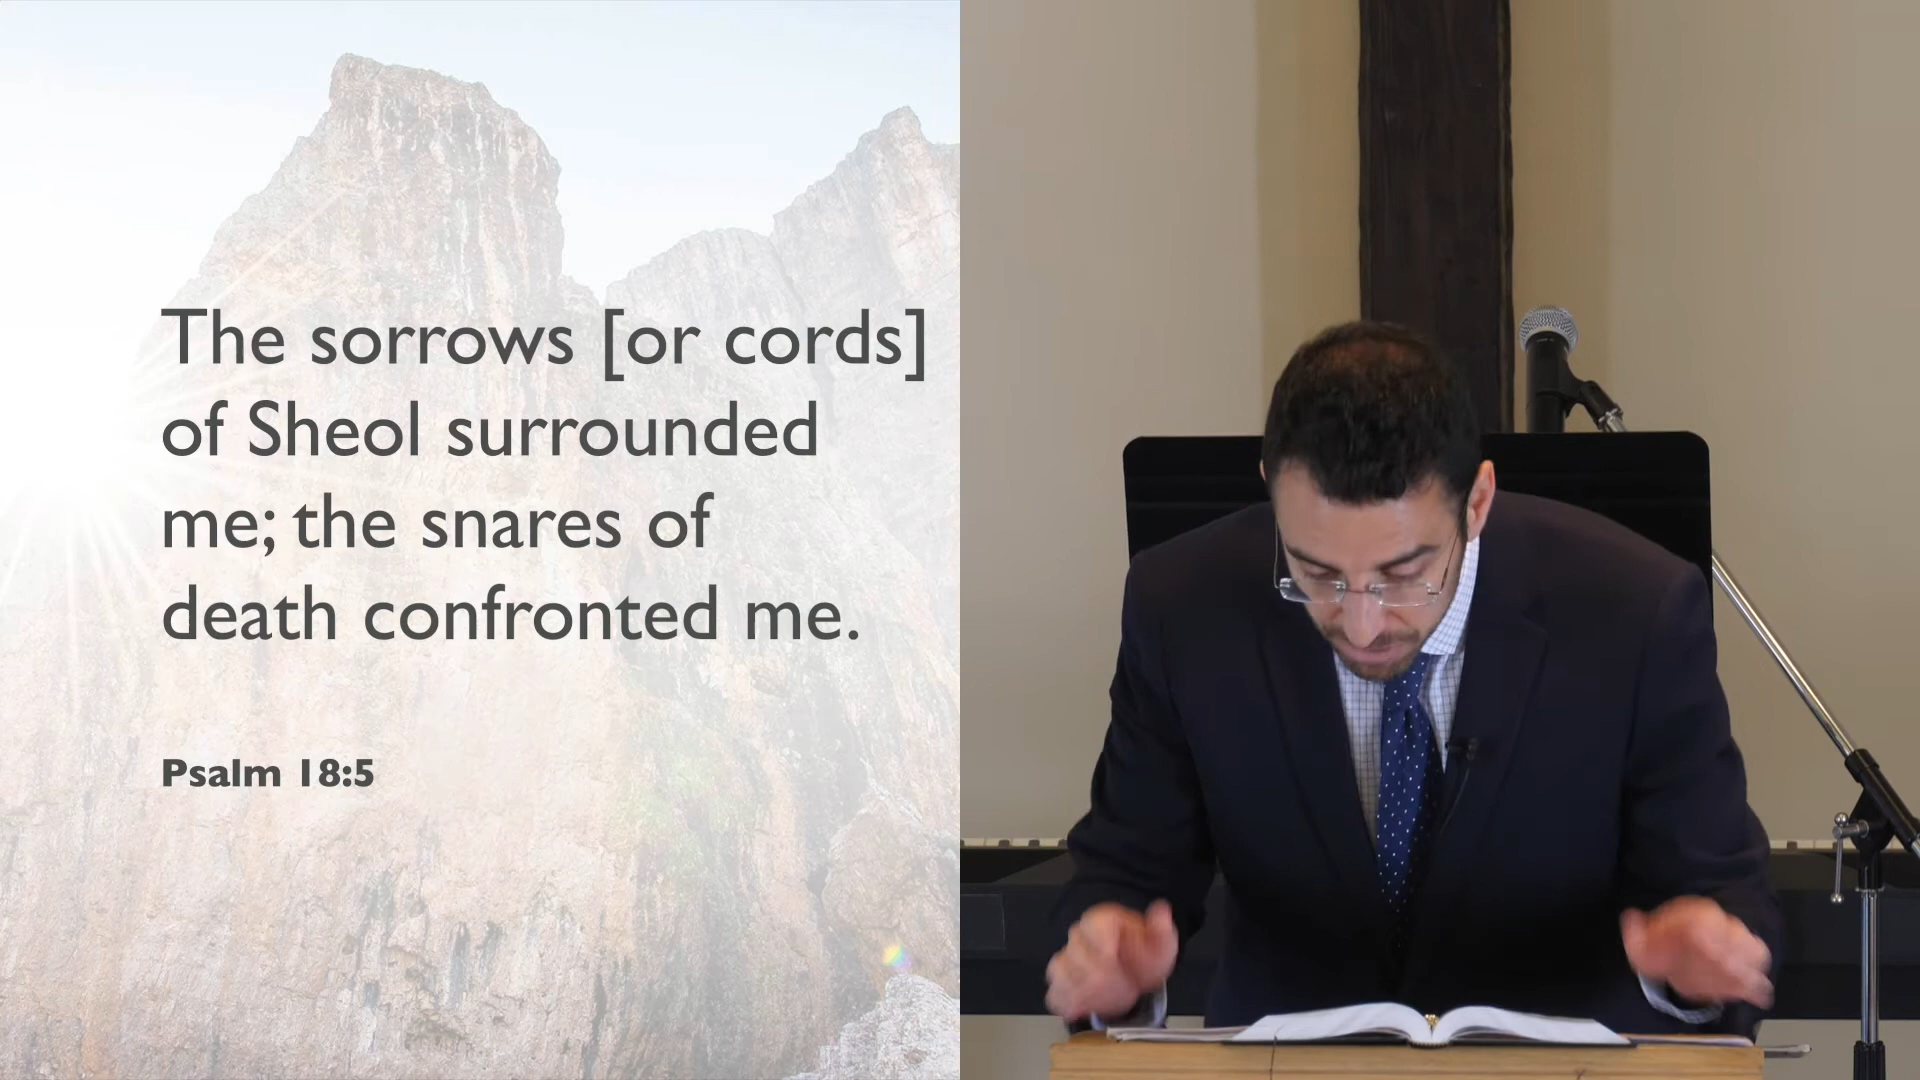 The sorrows [or cords]
of Sheol surrounded
me; the snares of
death confronted me.
Psalm 18:5